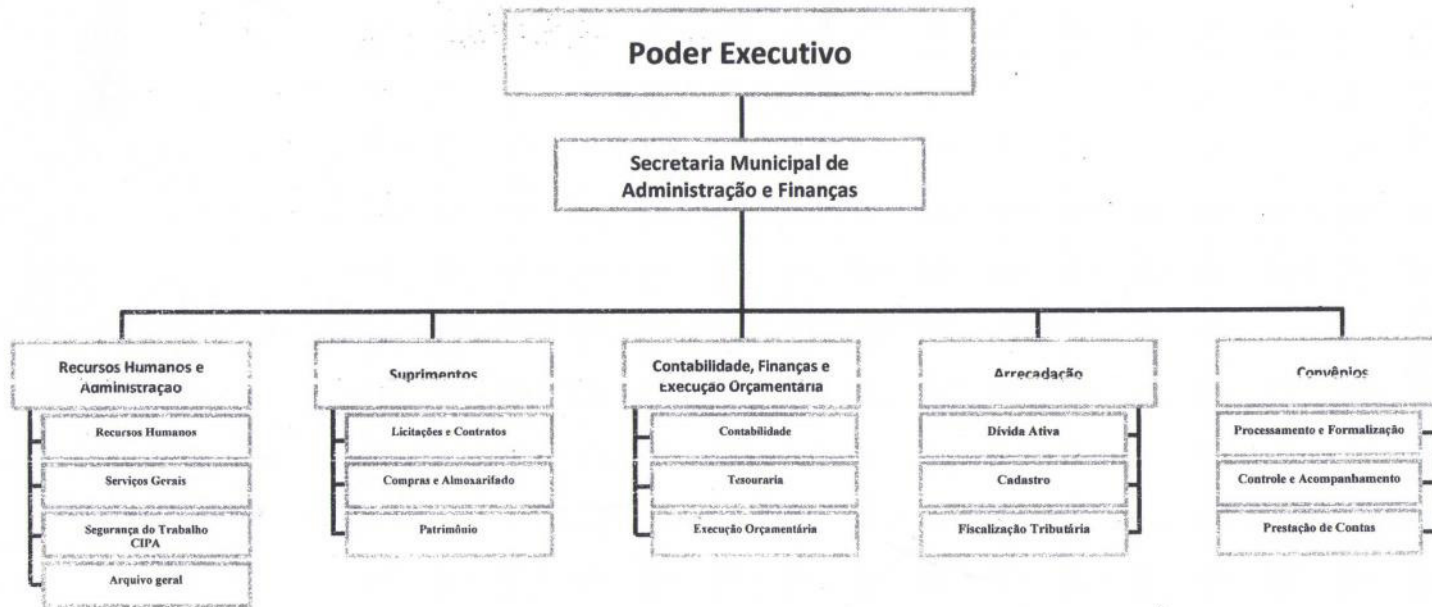 Poder Executivo
Secretaria Municipal de
Administração e Finanças
Recursos Humanos e
Administração
Recursos Humanos
Serviços Gerais
Segurança do Trabalho
CIPA
Arquivo geral
Suprimentos
Licitações e Contratos
Compras e Almoxarifado
Patrimônio
Contabilidade, Finanças e
Execução Orçamentária
Contabilidade
Tesouraria
Execução Orçamentária
Arrecadação
Dívida Ativa
Cadastro
Fiscalização Tributária
Convênios
Processamento e Formalização
Controle e Acompanhamento
Prestação de Contas